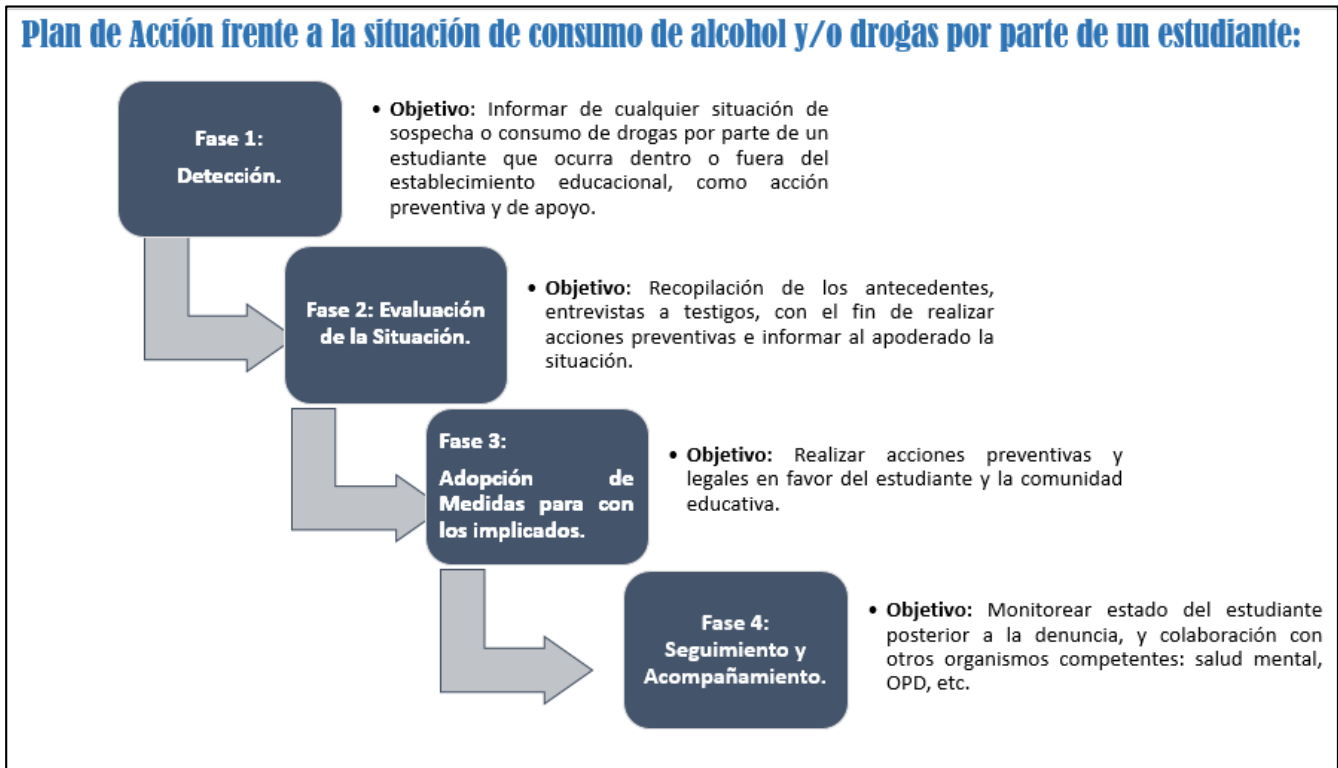 Plan de Acción frente a la situación de consumo de alcohol y/o drogas por parte de un estudiante:
Fase 1:
Detección.
• Objetivo: Informar de cualquier situación de
sospecha o consumo de drogas por parte de un
estudiante que ocurra dentro o fuera del
establecimiento educacional, como acción
preventiva y de apoyo.
Fase 2: Evaluación
de la Situación.
• Objetivo: Recopilación de los antecedentes,
entrevistas a testigos, con el fin de realizar
acciones preventivas e informar al apoderado la
situación.
Fase 3:
Adopción de
Medidas para con
los implicados.
• Objetivo: Realizar acciones preventivas y
legales en favor del estudiante y la comunidad
educativa.
Fase 4:
Seguimiento y
Acompañamiento.
• Objetivo: Monitorear estado del estudiante
posterior a la denuncia, y colaboración con
otros organismos competentes: salud mental,
OPD, etc.